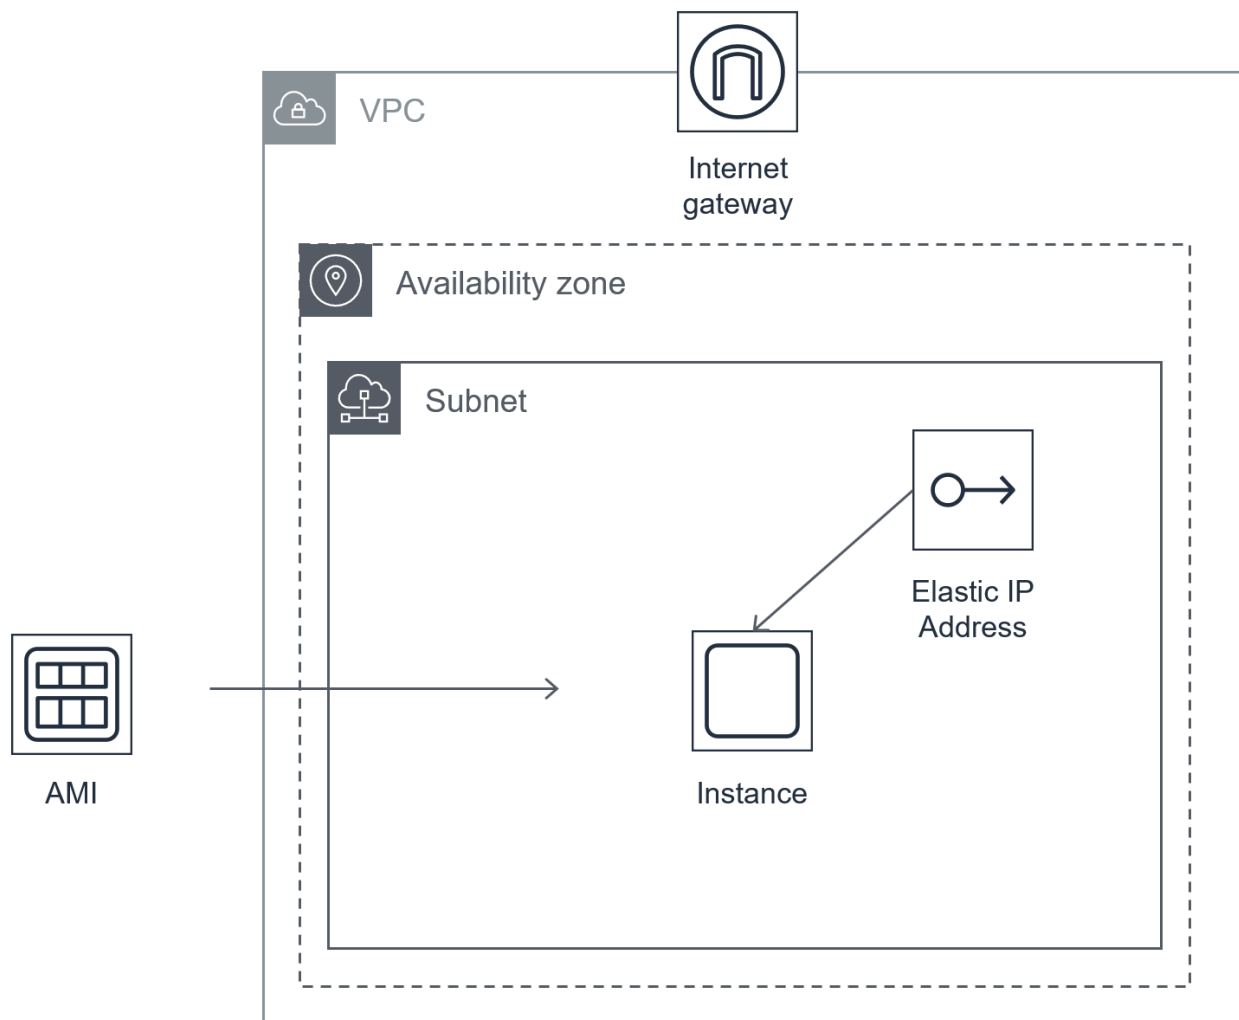 VPC
Internet
gateway
Availability zone
Subnet
Elastic IP
Address
AMI
Instance